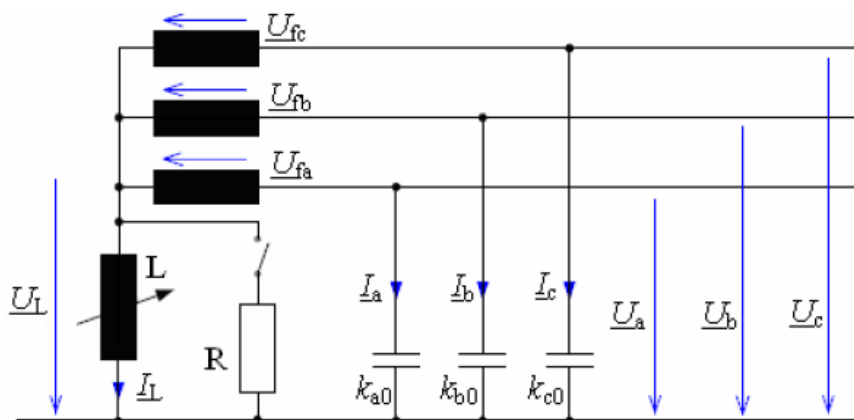 U_fc
U_fb
U_fa
L
U_L
R
I_L
I_a
I_b
I_c
k_a0
k_b0
k_c0
U_a
U_b
U_c